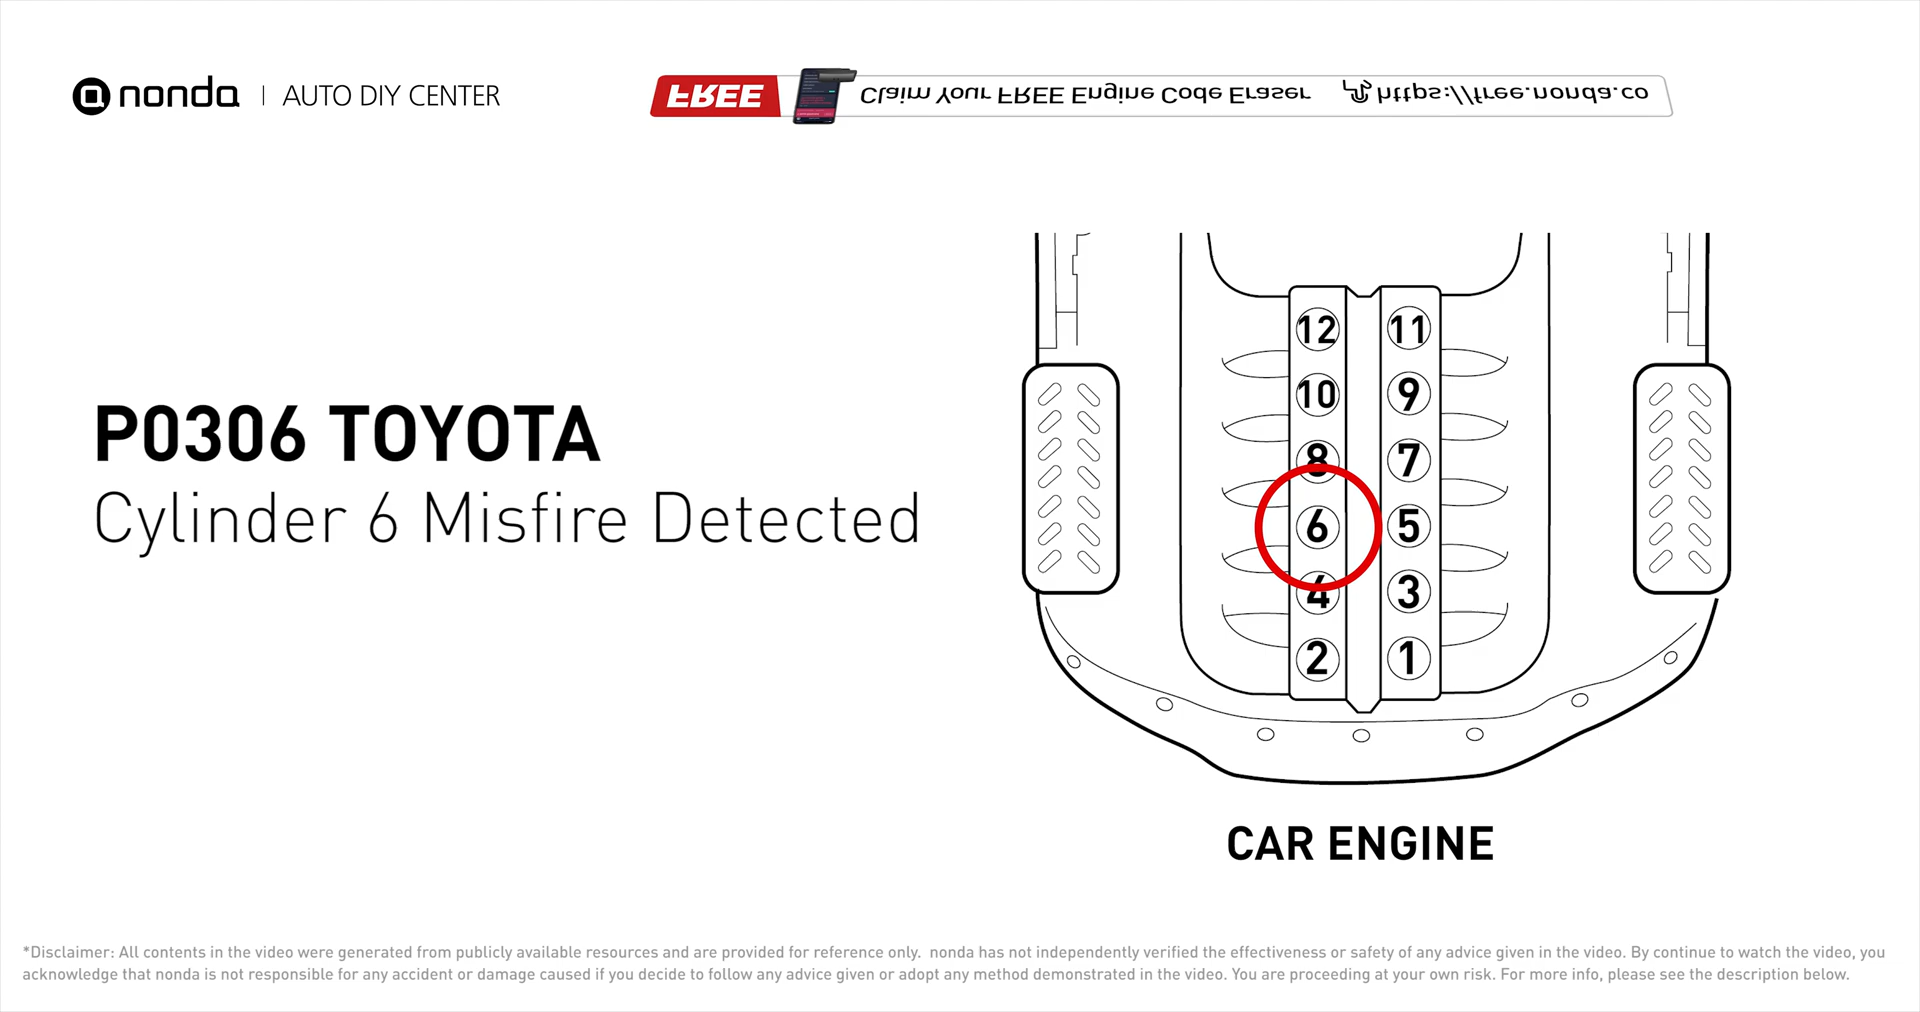 nonda | AUTO DIY CENTER
FREE Claim Your FREE Engine Code Eraser https://free.nonda.co
P0306 TOYOTA
Cylinder 6 Misfire Detected
12 11
10 9
8 7
6 5
4 3
2 1
CAR ENGINE
*Disclaimer: All contents in the video were generated from publicly available resources and are provided for reference only. nonda has not independently verified the effectiveness or safety of any advice given in the video. By continue to watch the video, you
acknowledge that nonda is not responsible for any accident or damage caused if you decide to follow any advice given or adopt any method demonstrated in the video. You are proceeding at your own risk. For more info, please see the description below.